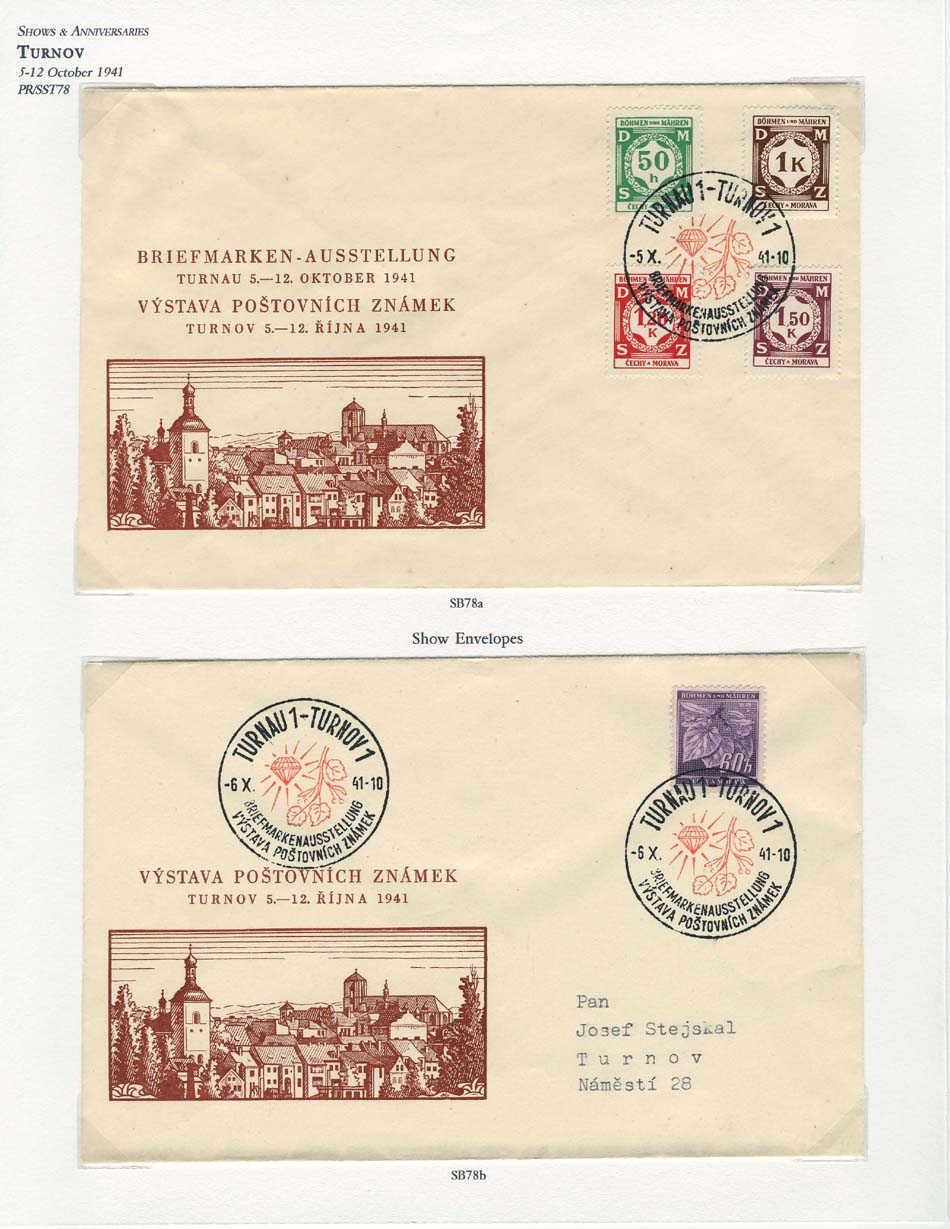 SHOWS & ANNIVERSARIES
TURNOV
5-12 October 1941
PR/SST78
BÖHMEN UND MÄHREN
D M
50
h
S Z
ČECHY A MORAVA
BÖHMEN UND MÄHREN
D M
1K
S Z
ČECHY A MORAVA
TURNAU 1-TURNOV 1
-5 X. 41-10
BRIEFMARKENAUSSTELLUNG
VÝSTAVA POŠTOVNÍCH ZNÁMEK
BÖHMEN UND MÄHREN
D M
1,20
K
S Z
ČECHY A MORAVA
BÖHMEN UND MÄHREN
D M
1,50
K
S Z
ČECHY A MORAVA
BRIEFMARKEN-AUSSTELLUNG
TURNAU 5.—12. OKTOBER 1941
VÝSTAVA POŠTOVNÍCH ZNÁMEK
TURNOV 5.—12. ŘÍJNA 1941
SB78a
Show Envelopes
TURNAU 1-TURNOV 1
-6 X. 41-10
BRIEFMARKENAUSSTELLUNG
VÝSTAVA POŠTOVNÍCH ZNÁMEK
BÖHMEN UND MÄHREN
60h
TURNAU 1-TURNOV 1
-6 X. 41-10
BRIEFMARKENAUSSTELLUNG
VÝSTAVA POŠTOVNÍCH ZNÁMEK
VÝSTAVA POŠTOVNÍCH ZNÁMEK
TURNOV 5.—12. ŘÍJNA 1941
Pan
Josef Stejskal
T u r n o v
Náměstí 28
SB78b